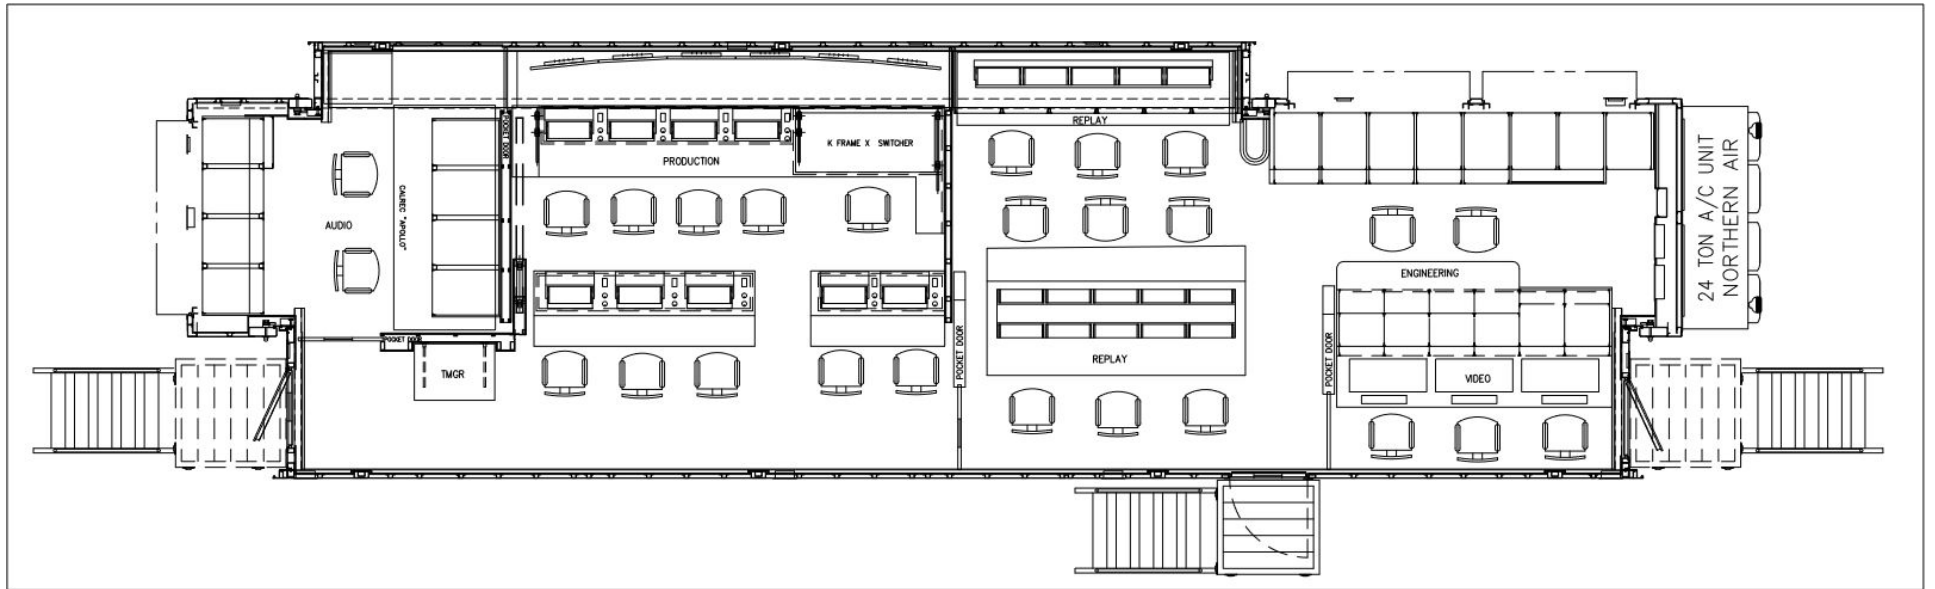 POCKET DOOR
REPLAY
K FRAME X SWITCHER
PRODUCTION
CALREC "APOLLO"
AUDIO
24 TON A/C UNIT
NORTHERN AIR
ENGINEERING
POCKET DOOR
POCKET DOOR
POCKET DOOR
REPLAY
TMGR
VIDEO